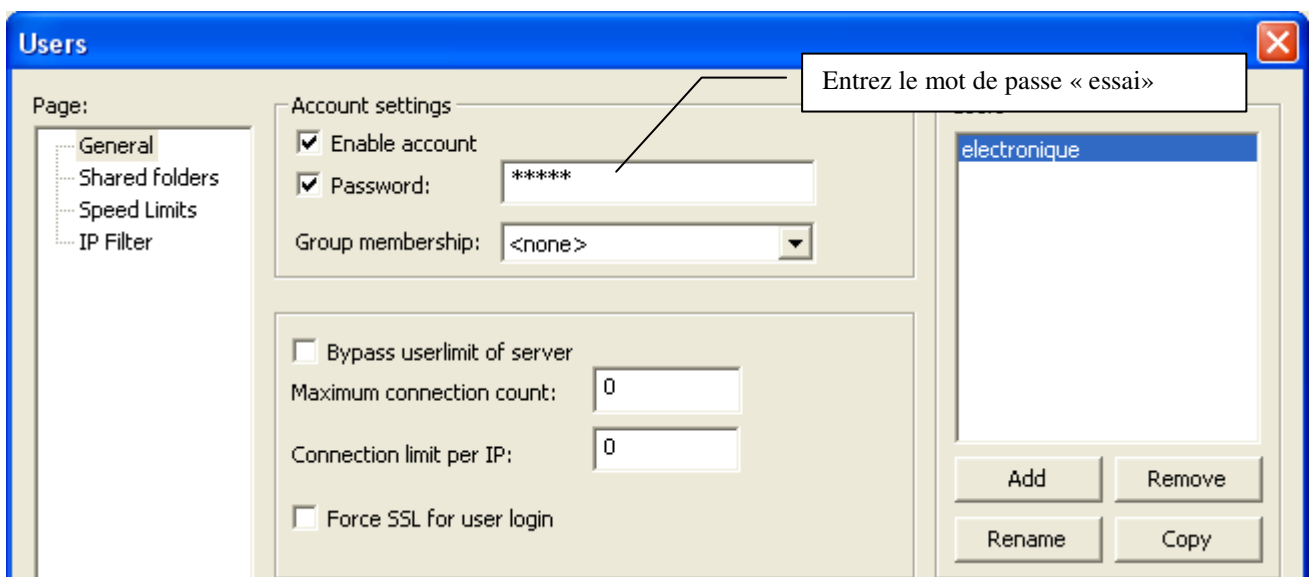 Users
Entrez le mot de passe « essai»
Page:
General
Shared folders
Speed Limits
IP Filter
Account settings
Enable account
Password:
*****
Group membership:
<none>
Bypass userlimit of server
Maximum connection count:
0
Connection limit per IP:
0
Force SSL for user login
electronique
Add
Remove
Rename
Copy